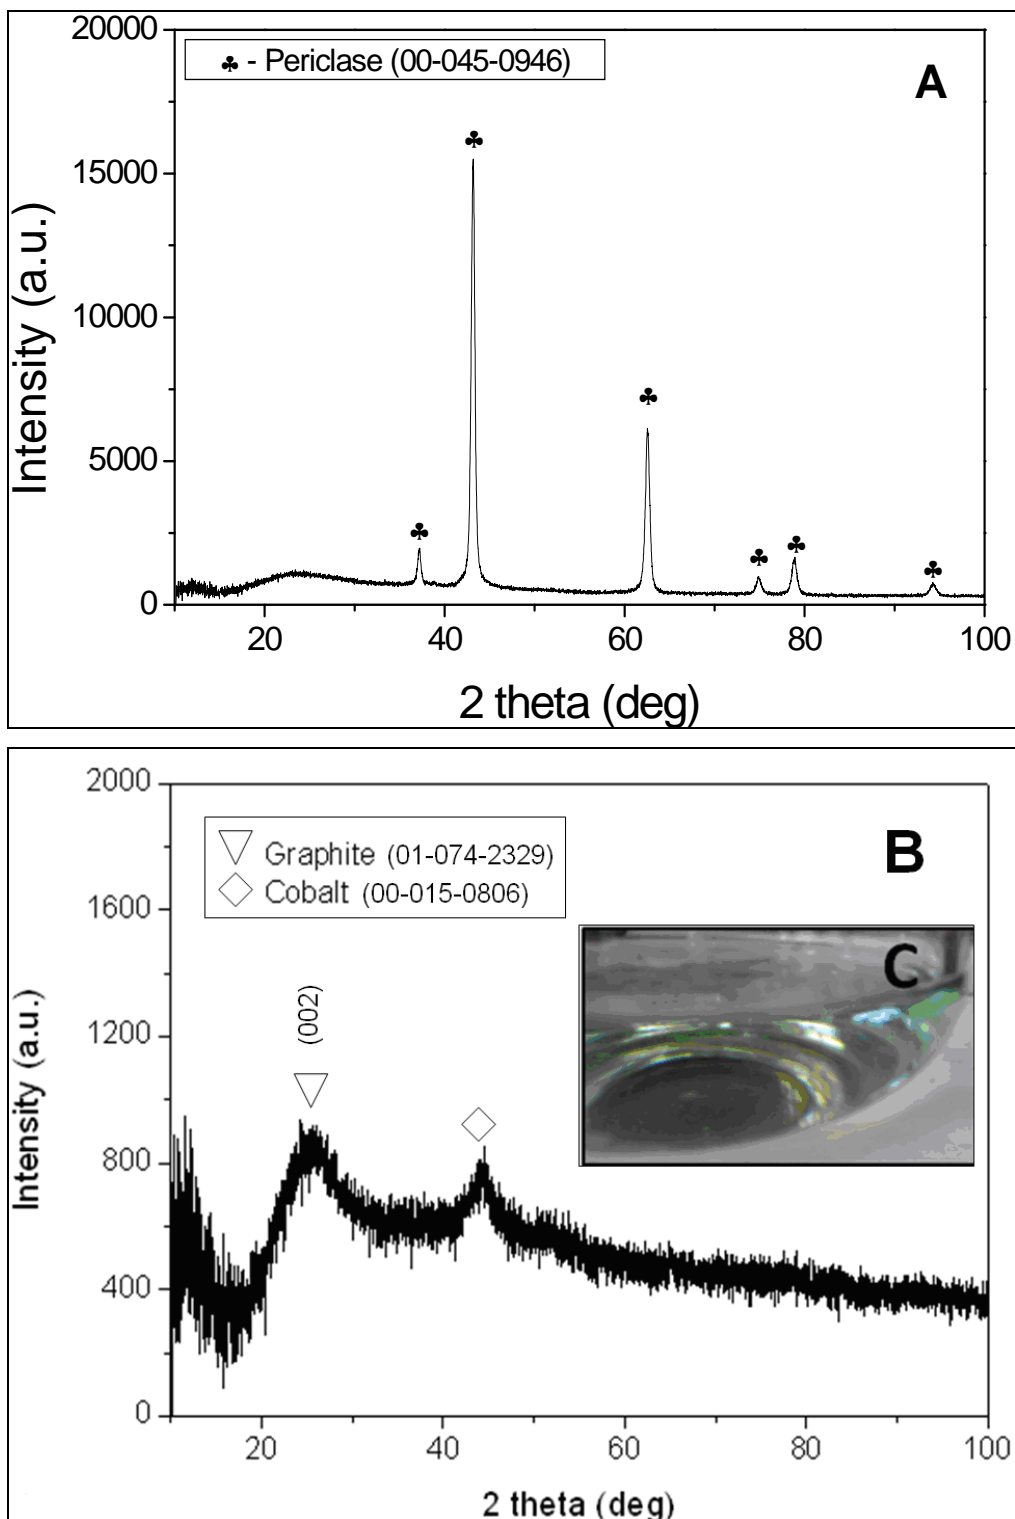 20000
♣ - Periclase (00-045-0946)
A
15000
10000
5000
0
Intensity (a.u.)
20 40 60 80 100
2 theta (deg)
2000
Graphite (01-074-2329)
Cobalt (00-015-0806)
B
1600
C
(002)
1200
800
400
0
Intensity (a.u.)
20 40 60 80 100
2 theta (deg)